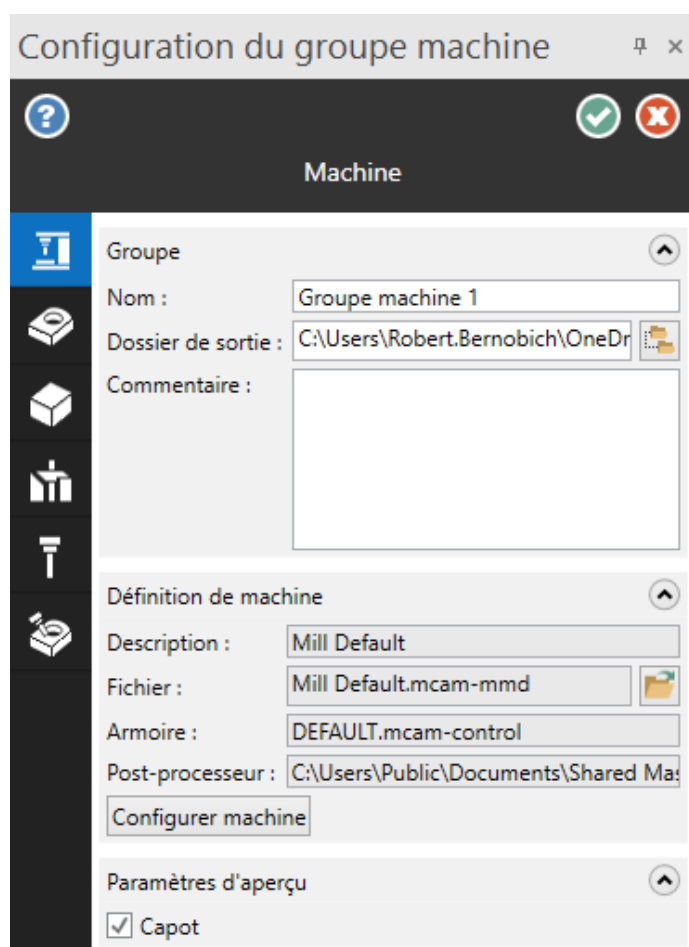 Configuration du groupe machine
Machine
Groupe
Nom : Groupe machine 1
Dossier de sortie : C:\Users\Robert.Bernobich\OneDr
Commentaire :
Définition de machine
Description : Mill Default
Fichier : Mill Default.mcam-mmd
Armoire : DEFAULT.mcam-control
Post-processeur : C:\Users\Public\Documents\Shared Mas
Configurer machine
Paramètres d'aperçu
Capot